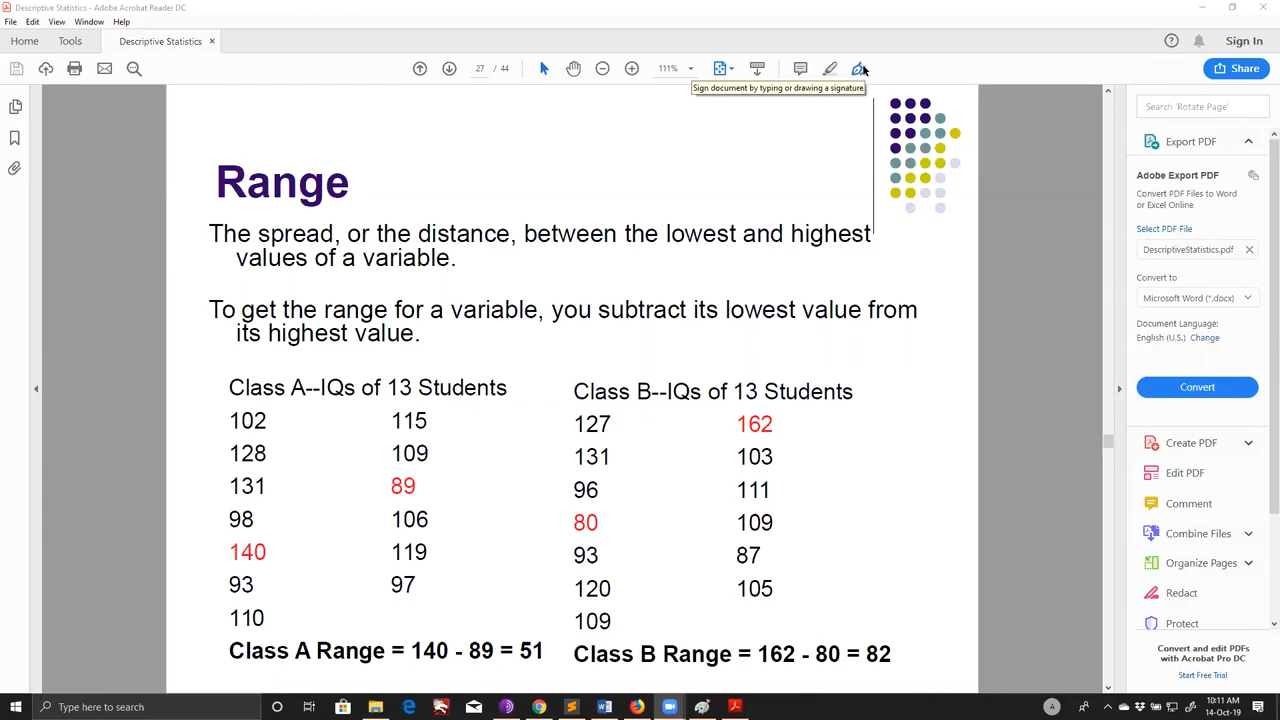 Descriptive Statistics - Adobe Acrobat Reader DC
File Edit View Window Help
Home Tools Descriptive Statistics × Sign In
27 / 44 111% Share
Sign document by typing or drawing a signature
Range
The spread, or the distance, between the lowest and highest
values of a variable.
To get the range for a variable, you subtract its lowest value from
its highest value.
Class A--IQs of 13 Students
102 115
128 109
131 89
98 106
140 119
93 97
110
Class A Range = 140 - 89 = 51
Class B--IQs of 13 Students
127 162
131 103
96 111
80 109
93 87
120 105
109
Class B Range = 162 - 80 = 82
Search 'Rotate Page'
Export PDF
Adobe Export PDF
Convert PDF Files to Word
or Excel Online
Select PDF File
DescriptiveStatistics.pdf
Convert to
Microsoft Word (*.docx)
Document Language:
English (U.S.) Change
Convert
Create PDF
Edit PDF
Comment
Combine Files
Organize Pages
Redact
Protect
Convert and edit PDFs
with Acrobat Pro DC
Start Free Trial
Type here to search
10:11 AM
14-Oct-19